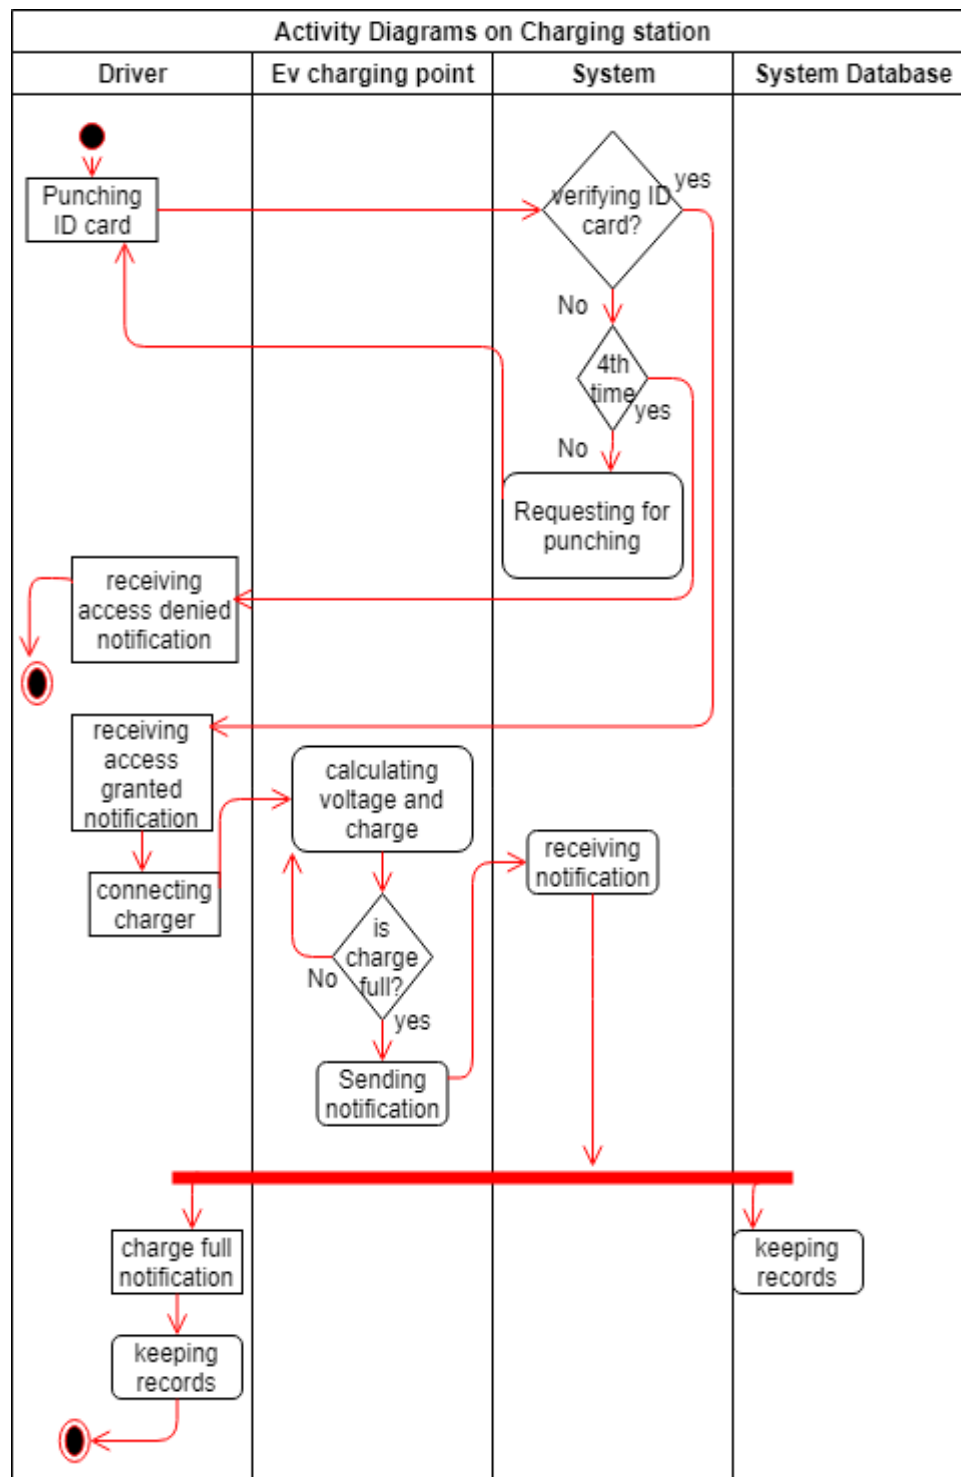 Activity Diagrams on Charging station
Driver
Ev charging point
System
System Database
Punching
ID card
verifying ID
card?
yes
No
4th
time
yes
No
Requesting for
punching
receiving
access denied
notification
receiving
access
granted
notification
calculating
voltage and
charge
receiving
notification
connecting
charger
is
charge
full?
No
yes
Sending
notification
charge full
notification
keeping
records
keeping
records